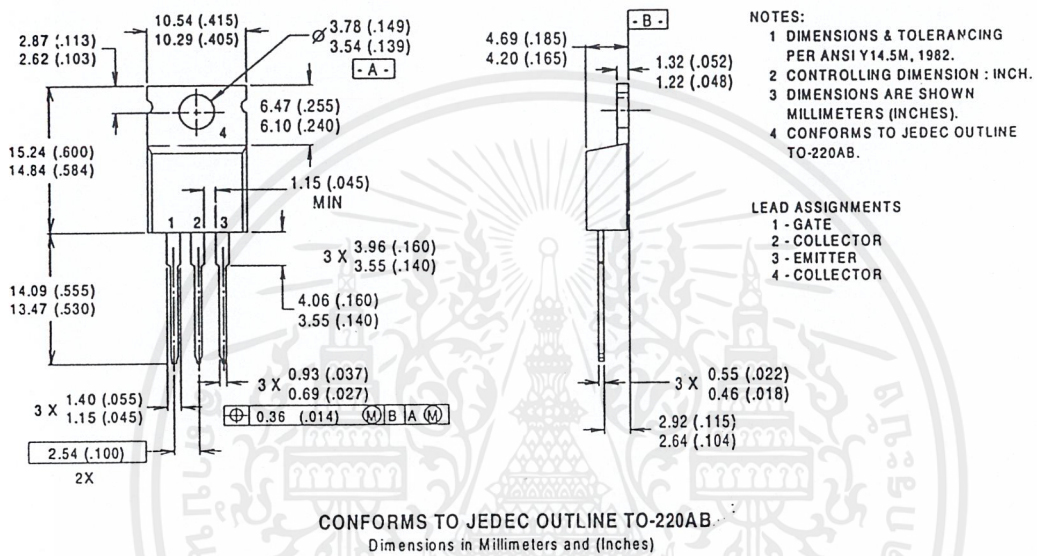 10.54 (.415)
10.29 (.405)
2.87 (.113)
2.62 (.103)
Ø 3.78 (.149)
3.54 (.139)
- A -
4
6.47 (.255)
6.10 (.240)
15.24 (.600)
14.84 (.584)
1.15 (.045)
MIN
1 2 3
3 X 3.96 (.160)
3.55 (.140)
14.09 (.555)
13.47 (.530)
4.06 (.160)
3.55 (.140)
3 X 0.93 (.037)
0.69 (.027)
3 X 1.40 (.055)
1.15 (.045)
⌖ 0.36 (.014) Ⓜ B A Ⓜ
2.54 (.100)
2X
- B -
4.69 (.185)
4.20 (.165)
1.32 (.052)
1.22 (.048)
3 X 0.55 (.022)
0.46 (.018)
2.92 (.115)
2.64 (.104)
NOTES:
1 DIMENSIONS & TOLERANCING
PER ANSI Y14.5M, 1982.
2 CONTROLLING DIMENSION : INCH.
3 DIMENSIONS ARE SHOWN
MILLIMETERS (INCHES).
4 CONFORMS TO JEDEC OUTLINE
TO-220AB.
LEAD ASSIGNMENTS
1 - GATE
2 - COLLECTOR
3 - EMITTER
4 - COLLECTOR
CONFORMS TO JEDEC OUTLINE TO-220AB
Dimensions in Millimeters and (Inches)